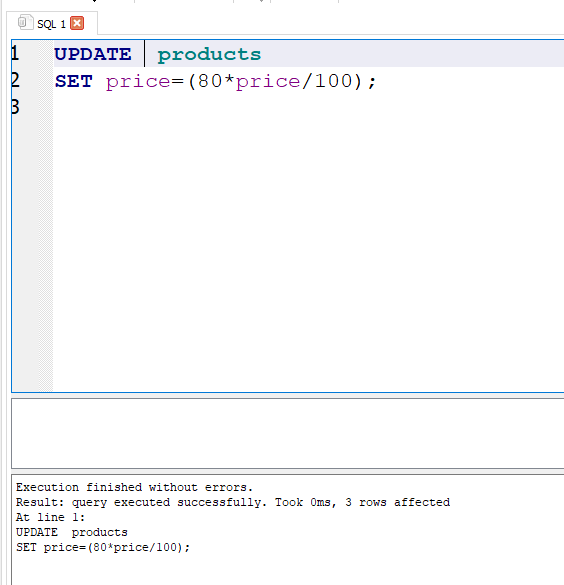 SQL 1
1 UPDATE  products
2 SET price=(80*price/100);
3
Execution finished without errors.
Result: query executed successfully. Took 0ms, 3 rows affected
At line 1:
UPDATE  products
SET price=(80*price/100);